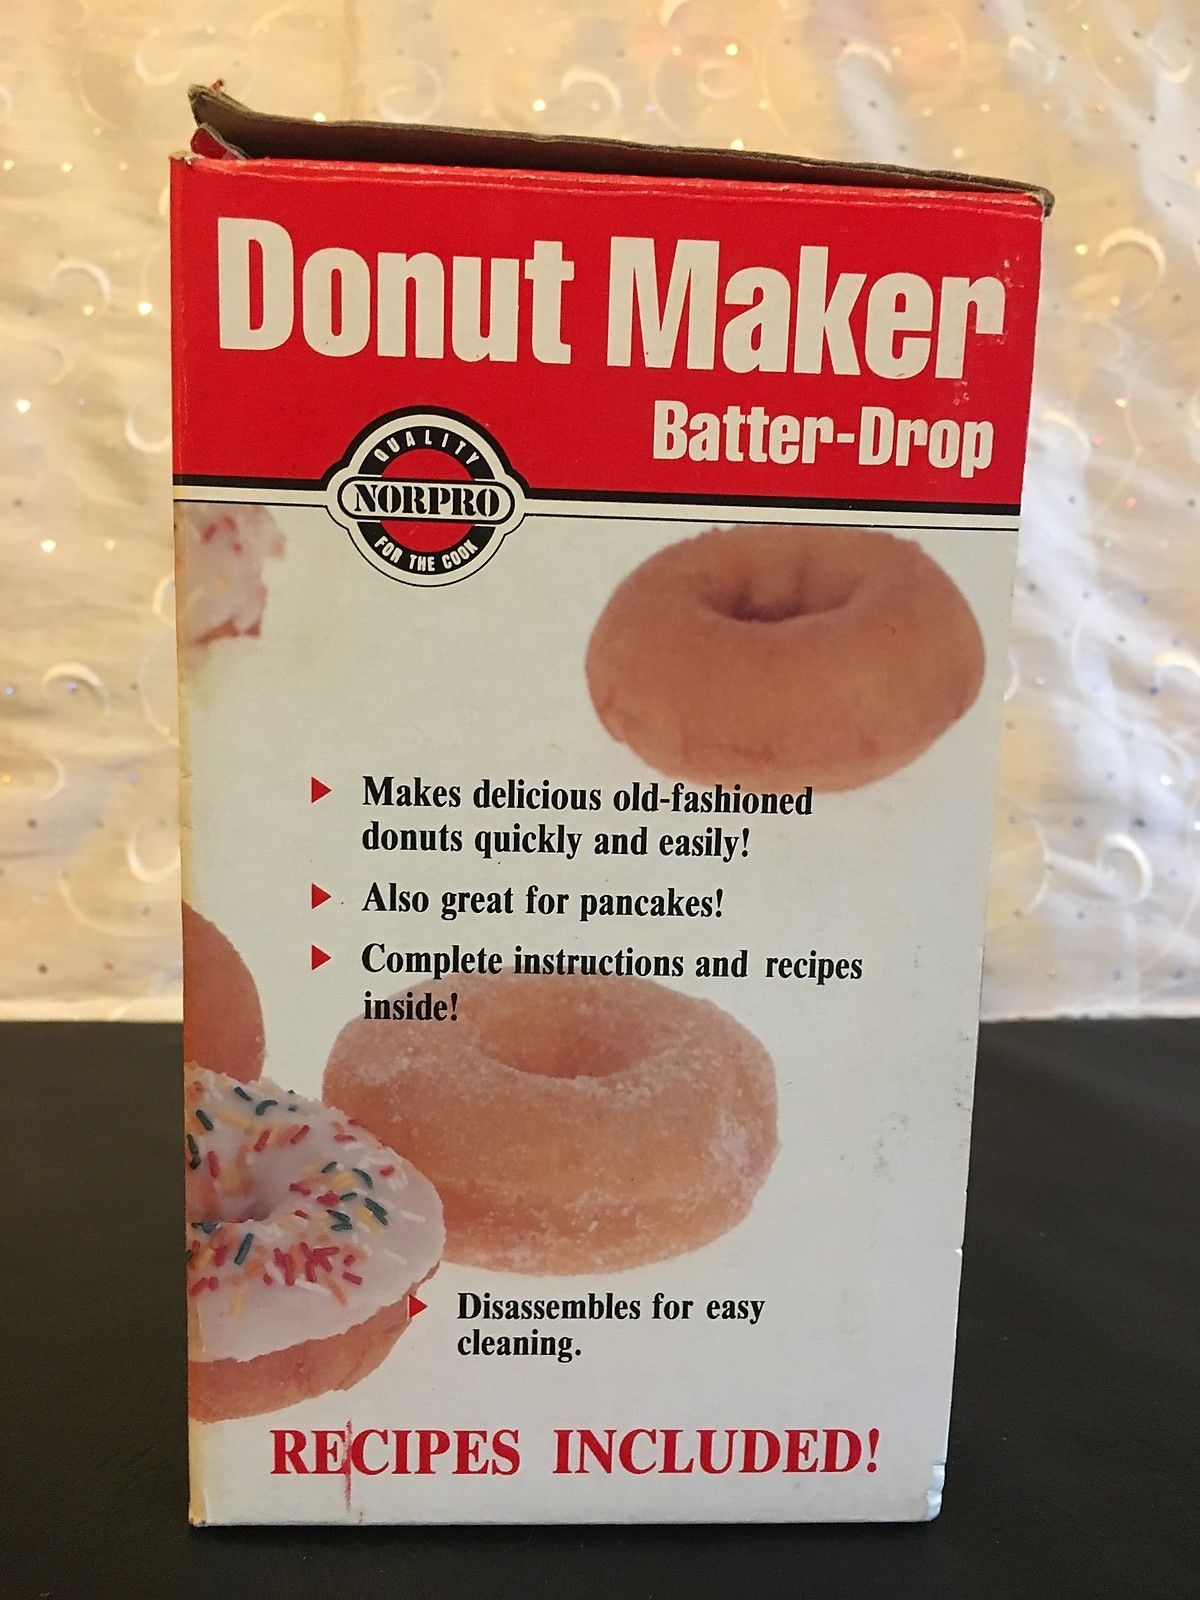 Donut Maker
Batter-Drop
QUALITY
NORPRO
FOR THE COOK
Makes delicious old-fashioned
donuts quickly and easily!
Also great for pancakes!
Complete instructions and recipes
inside!
Disassembles for easy
cleaning.
RECIPES INCLUDED!